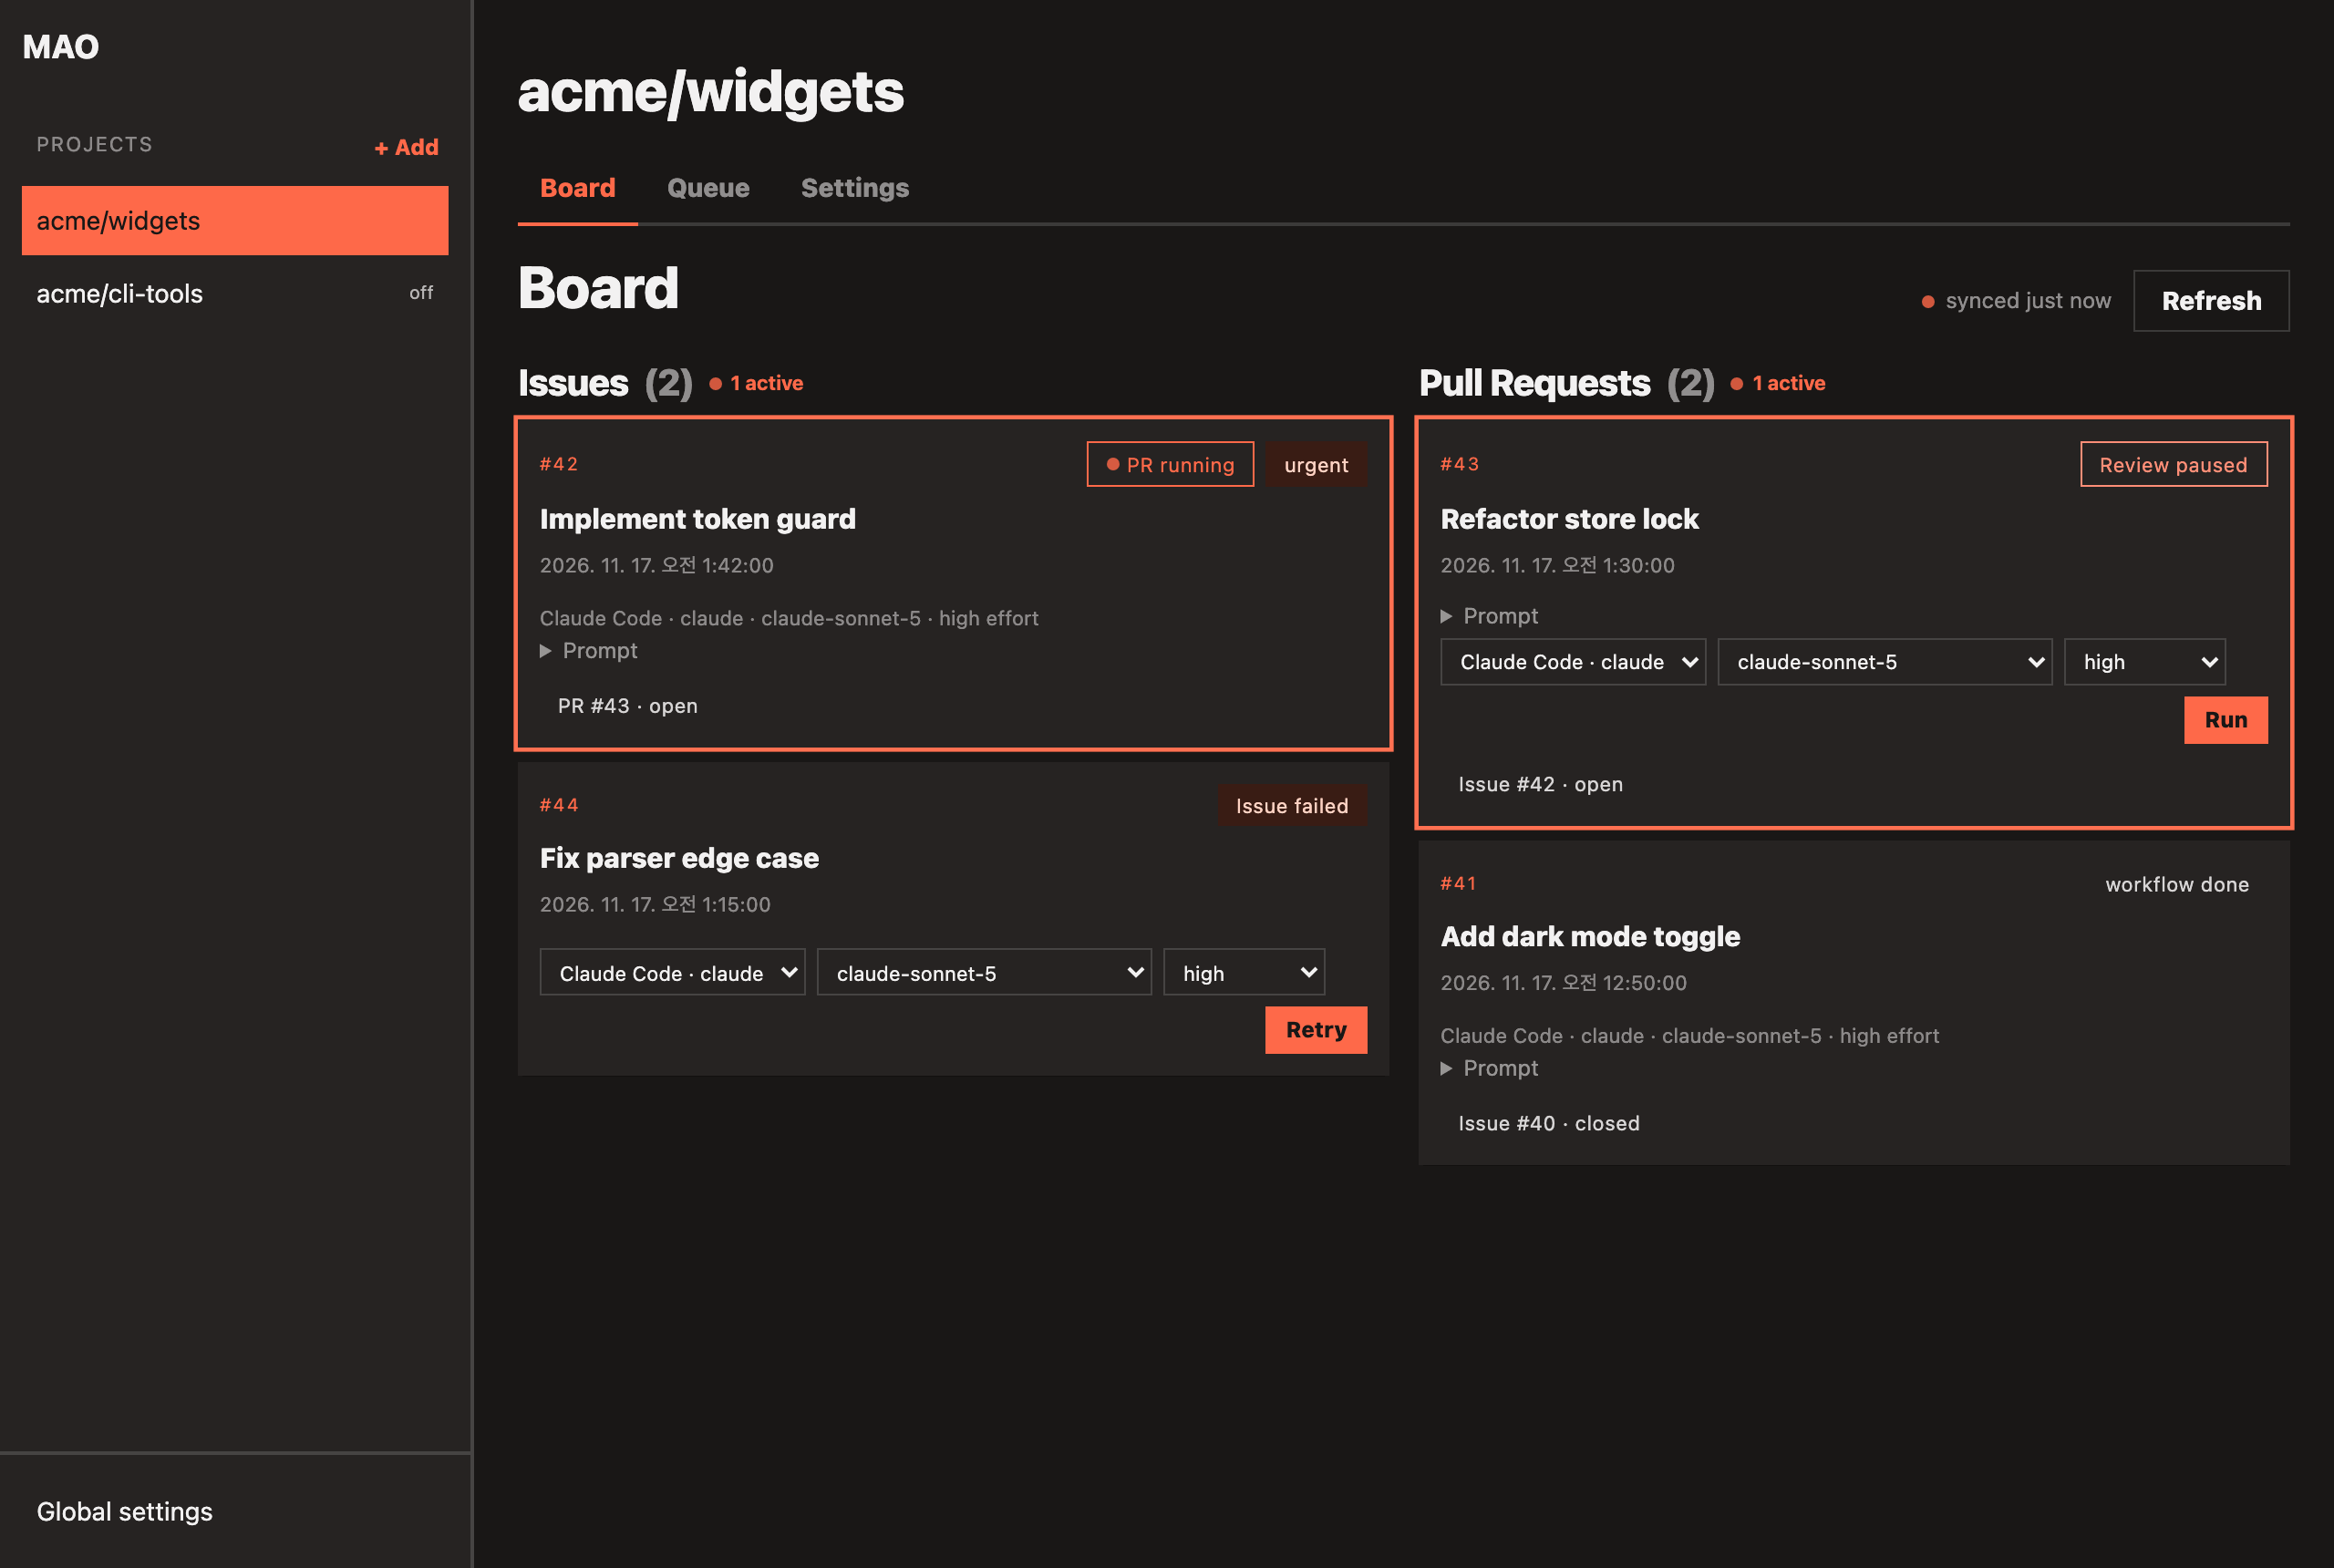 MAO
PROJECTS
+ Add
acme/widgets
acme/cli-tools
off
Global settings
acme/widgets
Board
Queue
Settings
Board
synced just now
Refresh
Issues (2)
1 active
#42
PR running
urgent
Implement token guard
2026. 11. 17. 오전 1:42:00
Claude Code · claude · claude-sonnet-5 · high effort
Prompt
PR #43 · open
#44
Issue failed
Fix parser edge case
2026. 11. 17. 오전 1:15:00
Claude Code · claude
claude-sonnet-5
high
Retry
Pull Requests (2)
1 active
#43
Review paused
Refactor store lock
2026. 11. 17. 오전 1:30:00
Prompt
Claude Code · claude
claude-sonnet-5
high
Run
Issue #42 · open
#41
workflow done
Add dark mode toggle
2026. 11. 17. 오전 12:50:00
Claude Code · claude · claude-sonnet-5 · high effort
Prompt
Issue #40 · closed